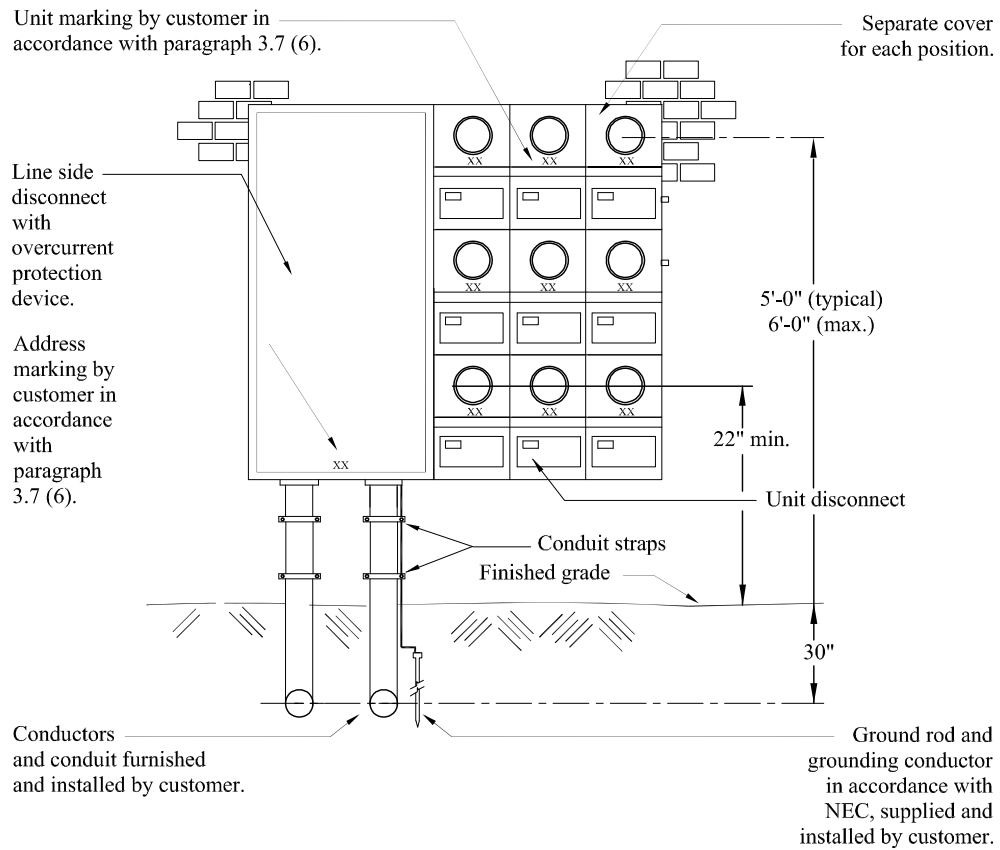 Unit marking by customer in
accordance with paragraph 3.7 (6).
Separate cover
for each position.
XX XX XX
Line side
disconnect
with
overcurrent
protection
device.
XX XX XX
5'-0" (typical)
6'-0" (max.)
Address
marking by
customer in
accordance
with
paragraph
3.7 (6).
XX XX XX
22" min.
XX
Unit disconnect
Conduit straps
Finished grade
30"
Conductors
and conduit furnished
and installed by customer.
Ground rod and
grounding conductor
in accordance with
NEC, supplied and
installed by customer.